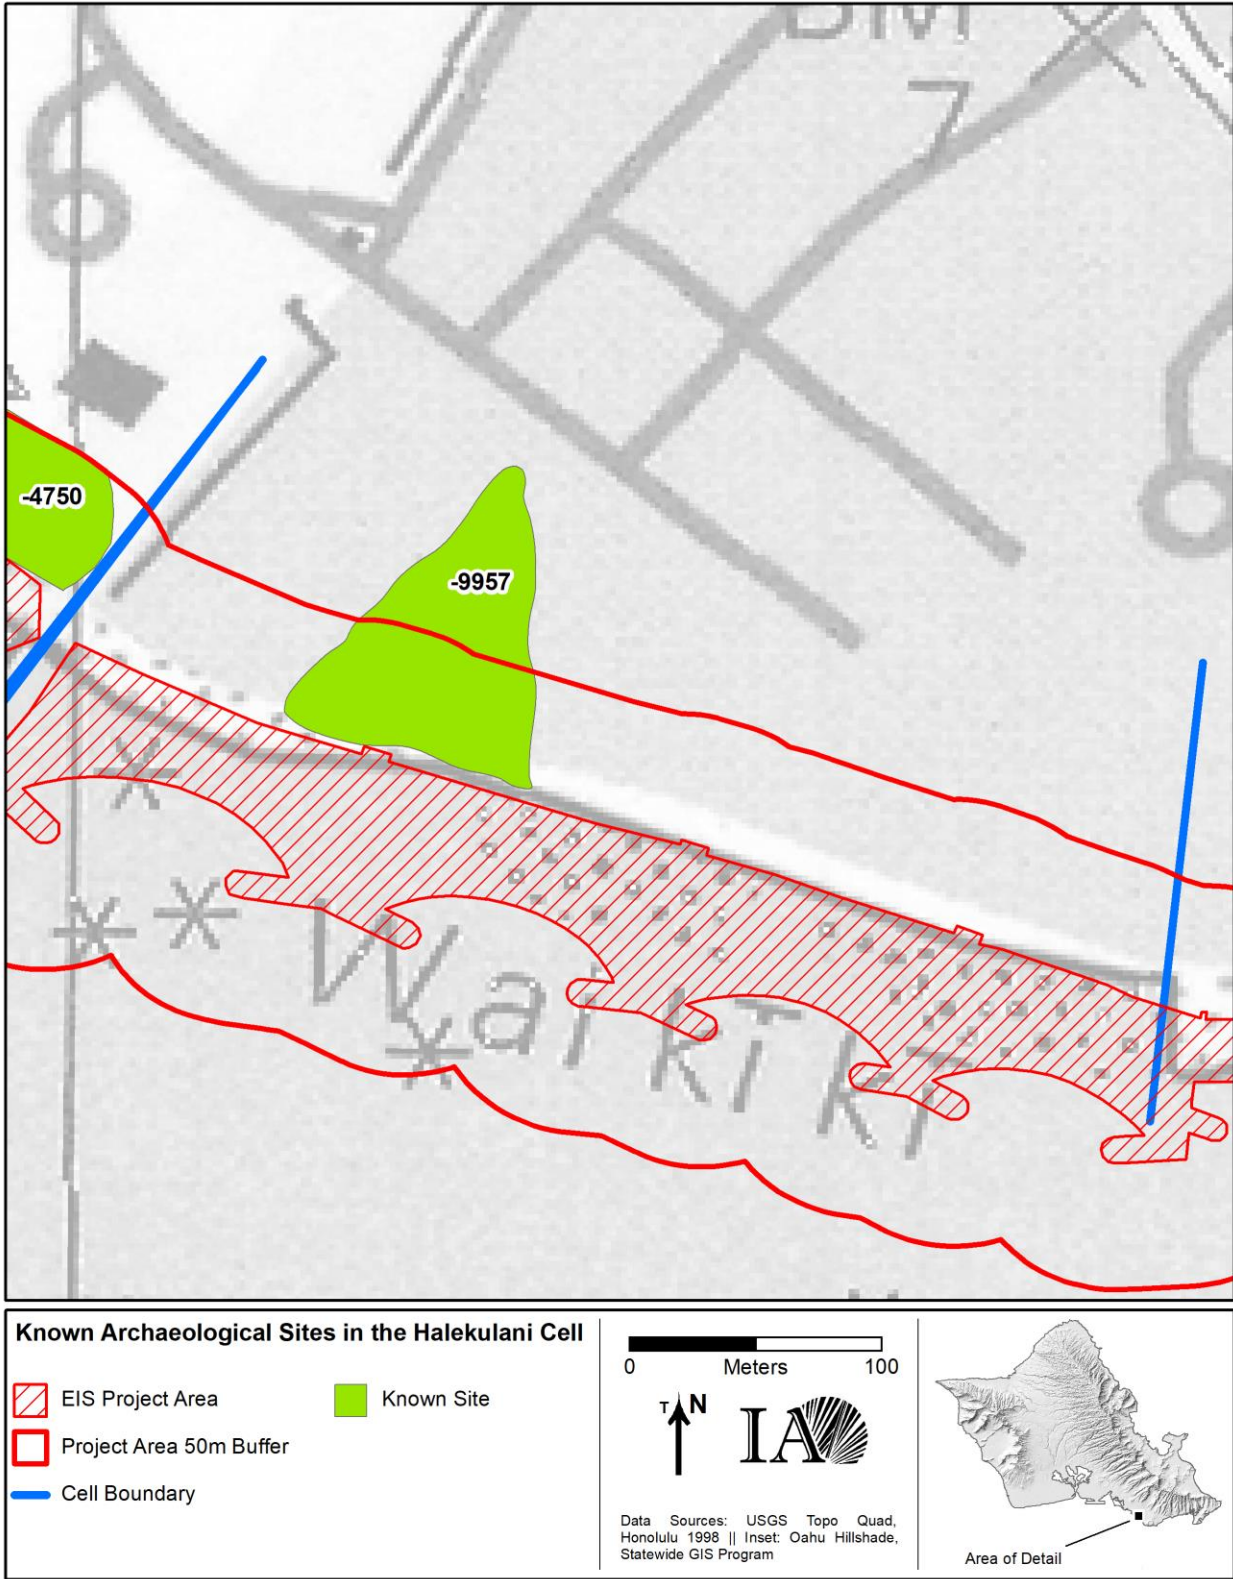 BM
7
-4750
-9957
Waikiki
Known Archaeological Sites in the Halekulani Cell
EIS Project Area
Known Site
Project Area 50m Buffer
Cell Boundary
0 Meters 100
T N
IA
Data Sources: USGS Topo Quad,
Honolulu 1998 || Inset: Oahu Hillshade,
Statewide GIS Program
Area of Detail